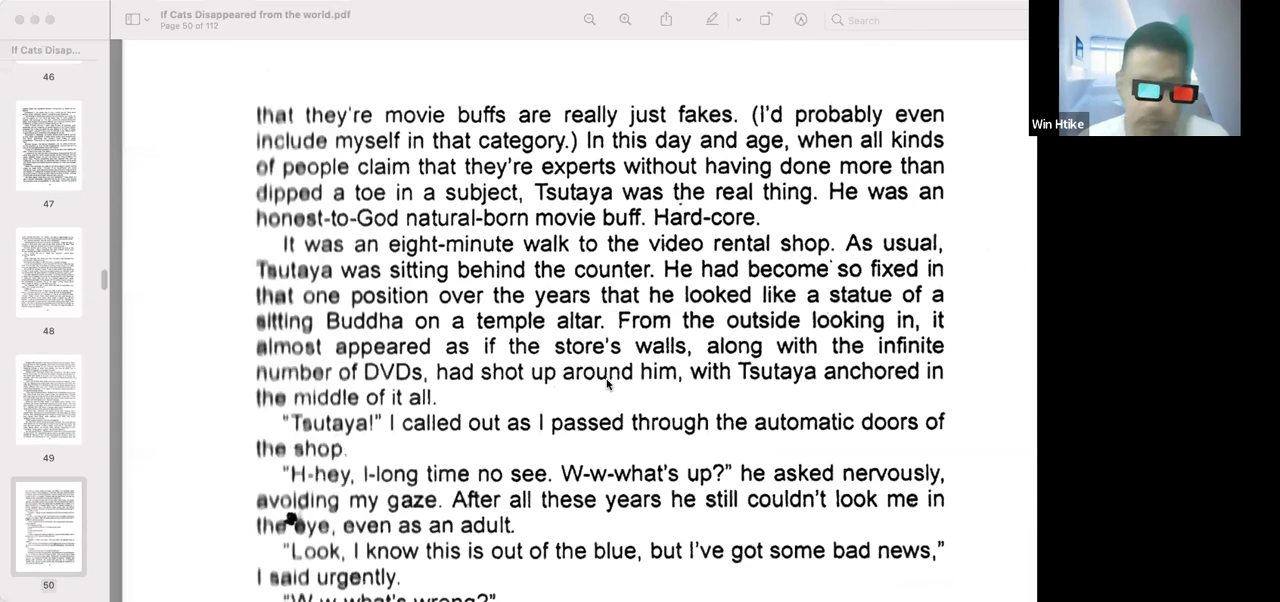 If Cats Disappeared from the world.pdf
Page 50 of 112
Search
If Cats Disap...
46
47
48
49
50
that they're movie buffs are really just fakes. (I'd probably even
include myself in that category.) In this day and age, when all kinds
of people claim that they're experts without having done more than
dipped a toe in a subject, Tsutaya was the real thing. He was an
honest-to-God natural-born movie buff. Hard-core.
It was an eight-minute walk to the video rental shop. As usual,
Tsutaya was sitting behind the counter. He had become so fixed in
that one position over the years that he looked like a statue of a
sitting Buddha on a temple altar. From the outside looking in, it
almost appeared as if the store's walls, along with the infinite
number of DVDs, had shot up around him, with Tsutaya anchored in
the middle of it all.
"Tsutaya!" I called out as I passed through the automatic doors of
the shop.
"H-hey, l-long time no see. W-w-what's up?" he asked nervously,
avoiding my gaze. After all these years he still couldn't look me in
the eye, even as an adult.
"Look, I know this is out of the blue, but I've got some bad news,"
I said urgently.
"W-w-what's wrong?"
Win Htike